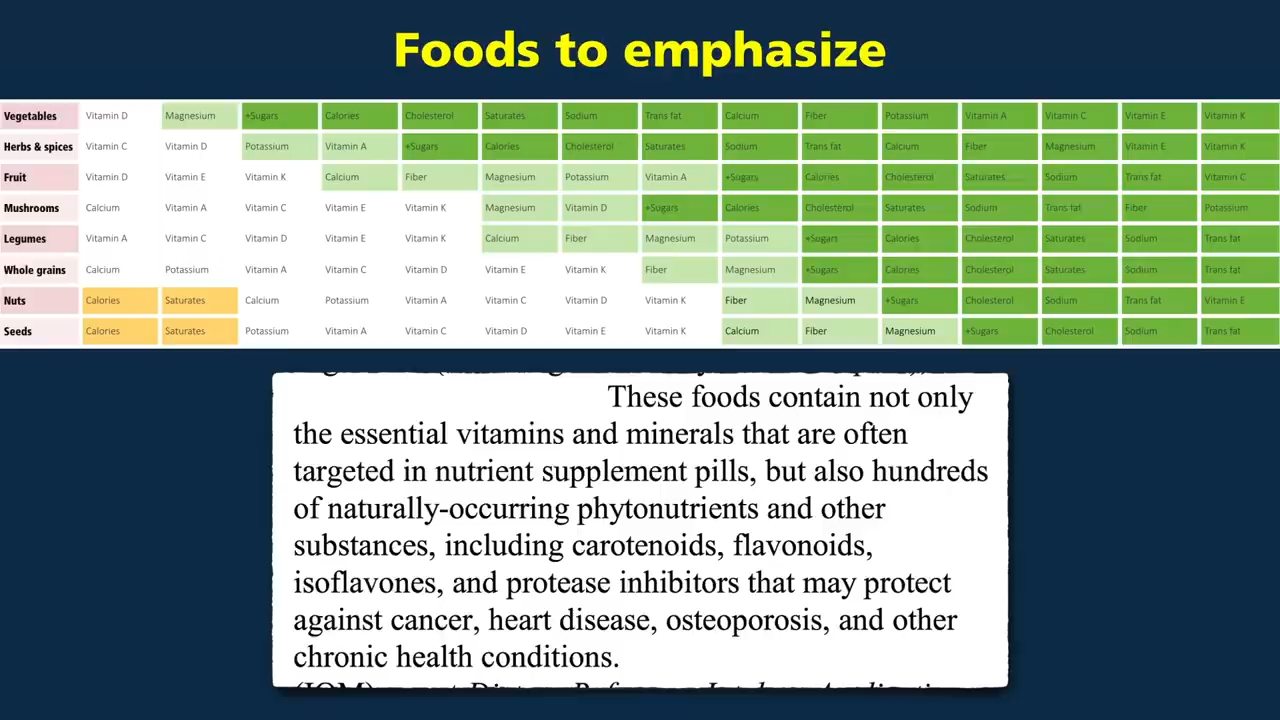 Foods to emphasize
Vegetables Vitamin D Magnesium +Sugars Calories Cholesterol Saturates Sodium Trans fat Calcium Fiber Potassium Vitamin A Vitamin C Vitamin E Vitamin K
Herbs & spices Vitamin C Vitamin D Potassium Vitamin A +Sugars Calories Cholesterol Saturates Sodium Trans fat Calcium Fiber Magnesium Vitamin E Vitamin K
Fruit Vitamin D Vitamin E Vitamin K Calcium Fiber Magnesium Potassium Vitamin A +Sugars Calories Cholesterol Saturates Sodium Trans fat Vitamin C
Mushrooms Calcium Vitamin A Vitamin C Vitamin E Vitamin K Magnesium Vitamin D +Sugars Calories Cholesterol Saturates Sodium Trans fat Fiber Potassium
Legumes Vitamin A Vitamin C Vitamin D Vitamin E Vitamin K Calcium Fiber Magnesium Potassium +Sugars Calories Cholesterol Saturates Sodium Trans fat
Whole grains Calcium Potassium Vitamin A Vitamin C Vitamin D Vitamin E Vitamin K Fiber Magnesium +Sugars Calories Cholesterol Saturates Sodium Trans fat
Nuts Calories Saturates Calcium Potassium Vitamin A Vitamin C Vitamin D Vitamin K Fiber Magnesium +Sugars Cholesterol Sodium Trans fat Vitamin E
Seeds Calories Saturates Potassium Vitamin A Vitamin C Vitamin D Vitamin E Vitamin K Calcium Fiber Magnesium +Sugars Cholesterol Sodium Trans fat
These foods contain not only
the essential vitamins and minerals that are often
targeted in nutrient supplement pills, but also hundreds
of naturally-occurring phytonutrients and other
substances, including carotenoids, flavonoids,
isoflavones, and protease inhibitors that may protect
against cancer, heart disease, osteoporosis, and other
chronic health conditions.